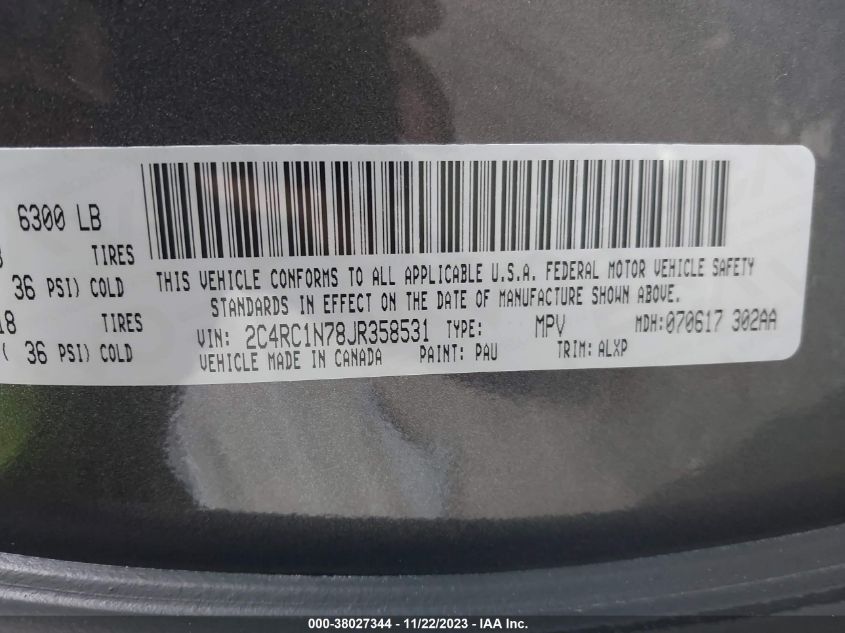 6300 LB
TIRES
36 PSI) COLD
18 TIRES
( 36 PSI) COLD
THIS VEHICLE CONFORMS TO ALL APPLICABLE U.S.A. FEDERAL MOTOR VEHICLE SAFETY
STANDARDS IN EFFECT ON THE DATE OF MANUFACTURE SHOWN ABOVE.
VIN: 2C4RC1N78JR358531 TYPE: MPV MDH:070617 302AA
VEHICLE MADE IN CANADA PAINT: PAU TRIM: ALXP
000-38027344 - 11/22/2023 - IAA Inc.